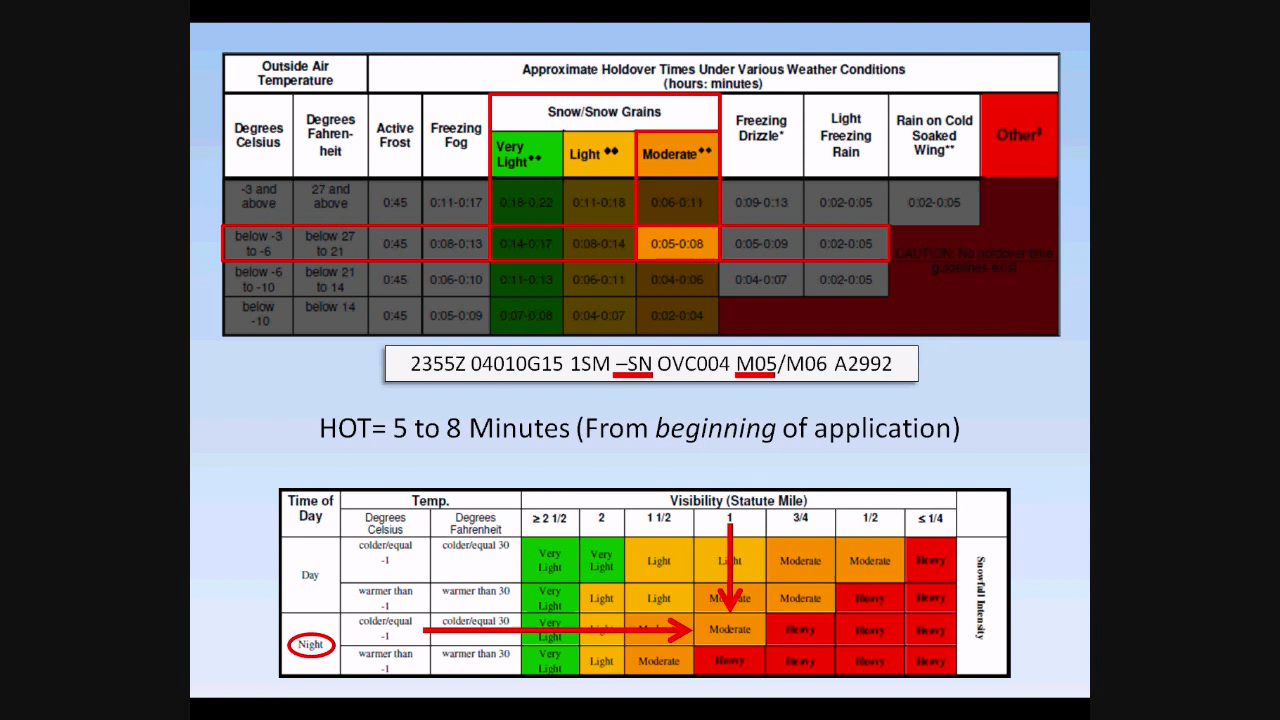 Outside Air Temperature
Approximate Holdover Times Under Various Weather Conditions
(hours: minutes)
Degrees Celsius
Degrees Fahren-heit
Active Frost
Freezing Fog
Snow/Snow Grains
Very Light◆◆
Light ◆◆
Moderate◆◆
Freezing Drizzle*
Light Freezing Rain
Rain on Cold Soaked Wing**
Other‡
-3 and above 27 and above 0:45 0:11-0:17 0:18-0:22 0:11-0:18 0:06-0:11 0:09-0:13 0:02-0:05 0:02-0:05
below -3 to -6 below 27 to 21 0:45 0:08-0:13 0:14-0:17 0:08-0:14 0:05-0:08 0:05-0:09 0:02-0:05
CAUTION: No holdover time guidelines exist
below -6 to -10 below 21 to 14 0:45 0:06-0:10 0:11-0:13 0:06-0:11 0:04-0:06 0:04-0:07 0:02-0:05
below -10 below 14 0:45 0:05-0:09 0:07-0:08 0:04-0:07 0:02-0:04
2355Z 04010G15 1SM –SN OVC004 M05/M06 A2992
HOT= 5 to 8 Minutes (From beginning of application)
Time of Day
Temp.
Visibility (Statute Mile)
Degrees Celsius
Degrees Fahrenheit
≥ 2 1/2 2 1 1/2 1 3/4 1/2 ≤ 1/4
Snowfall Intensity
Day
colder/equal -1 colder/equal 30 Very Light Very Light Light Light Moderate Moderate Heavy
warmer than -1 warmer than 30 Very Light Light Light Moderate Moderate Heavy Heavy
Night
colder/equal -1 colder/equal 30 Very Light Light Moderate Moderate Heavy Heavy Heavy
warmer than -1 warmer than 30 Very Light Light Moderate Heavy Heavy Heavy Heavy